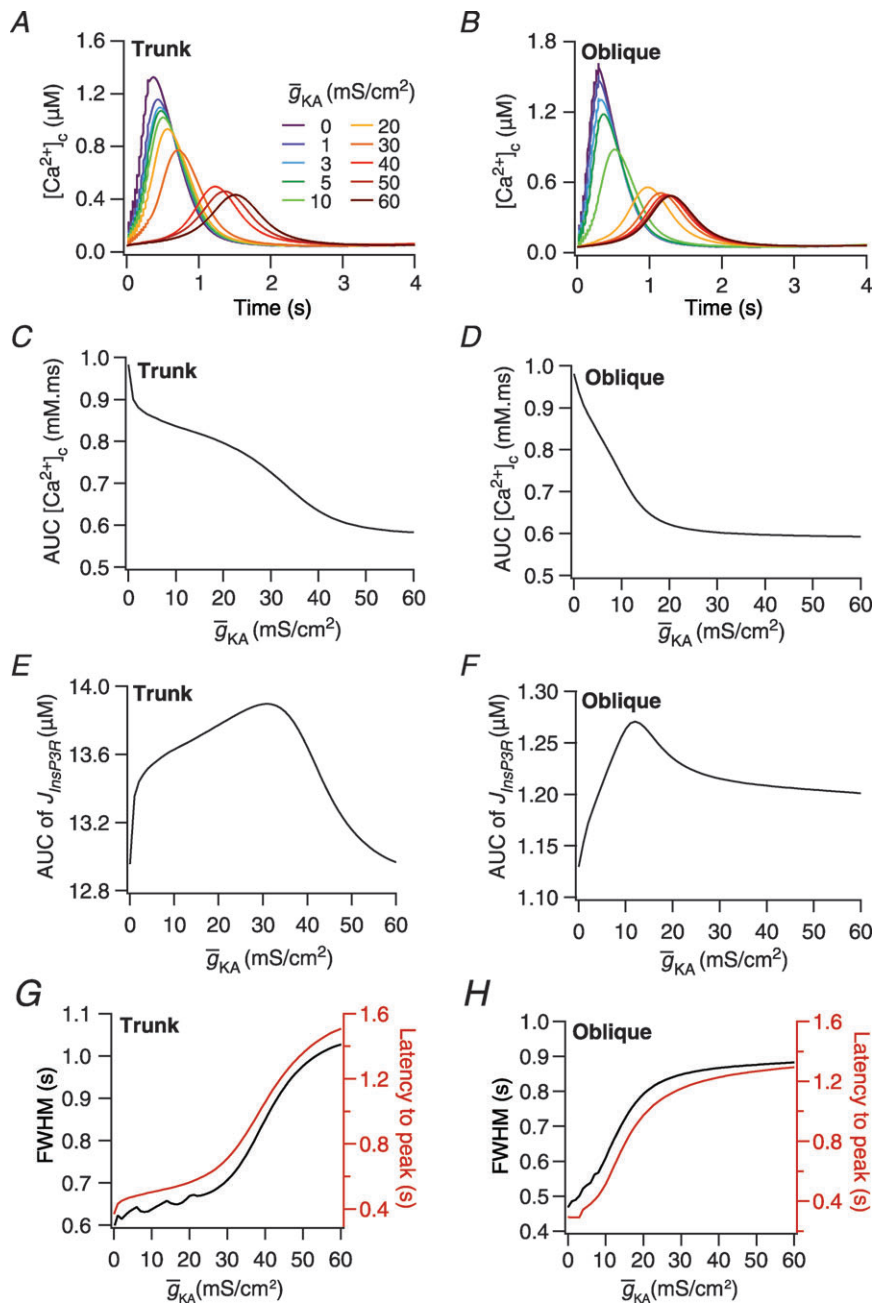 A
Trunk
ḡKA (mS/cm²)
0 20
1 30
3 40
5 50
10 60
[Ca²⁺]c (µM)
1.6
1.2
0.8
0.4
0.0
0 1 2 3 4
Time (s)
B
Oblique
[Ca²⁺]c (µM)
1.8
1.2
0.6
0.0
0 1 2 3 4
Time (s)
C
Trunk
AUC [Ca²⁺]c (mM.ms)
1.0
0.9
0.8
0.7
0.6
0.5
0 10 20 30 40 50 60
ḡKA (mS/cm²)
D
Oblique
AUC [Ca²⁺]c (mM.ms)
1.0
0.9
0.8
0.7
0.6
0.5
0 10 20 30 40 50 60
ḡKA (mS/cm²)
E
Trunk
AUC of JInsP3R (µM)
14.0
13.6
13.2
12.8
0 10 20 30 40 50 60
ḡKA (mS/cm²)
F
Oblique
AUC of JInsP3R (µM)
1.30
1.25
1.20
1.15
1.10
0 10 20 30 40 50 60
ḡKA (mS/cm²)
G
Trunk
FWHM (s)
1.1
1.0
0.9
0.8
0.7
0.6
Latency to peak (s)
1.6
1.2
0.8
0.4
0 10 20 30 40 50 60
ḡKA (mS/cm²)
H
Oblique
FWHM (s)
1.0
0.9
0.8
0.7
0.6
0.5
0.4
Latency to peak (s)
1.6
1.2
0.8
0.4
0 10 20 30 40 50 60
ḡKA (mS/cm²)